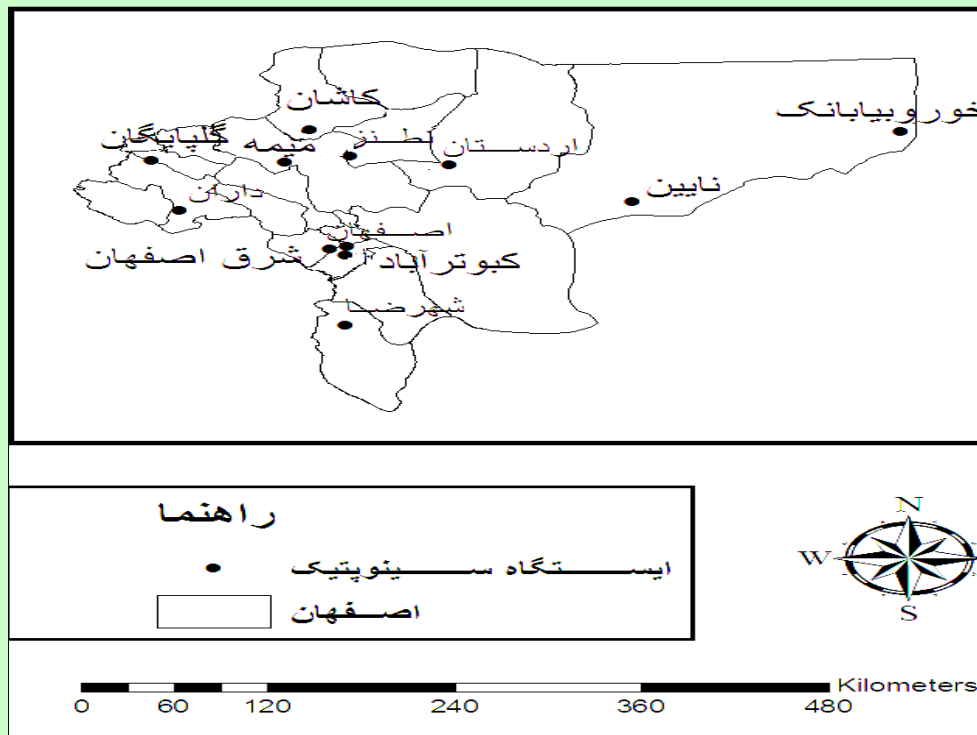 کاشان
خوروبیابانک
گلپایگان
میمه
نطنز
اردستان
نایین
داران
اصفهان
شرق اصفهان
کبوترآباد
شهرضا
راهنما
ایستگاه سینوپتیک
اصفهان
N
W
S
Kilometers
0 60 120 240 360 480